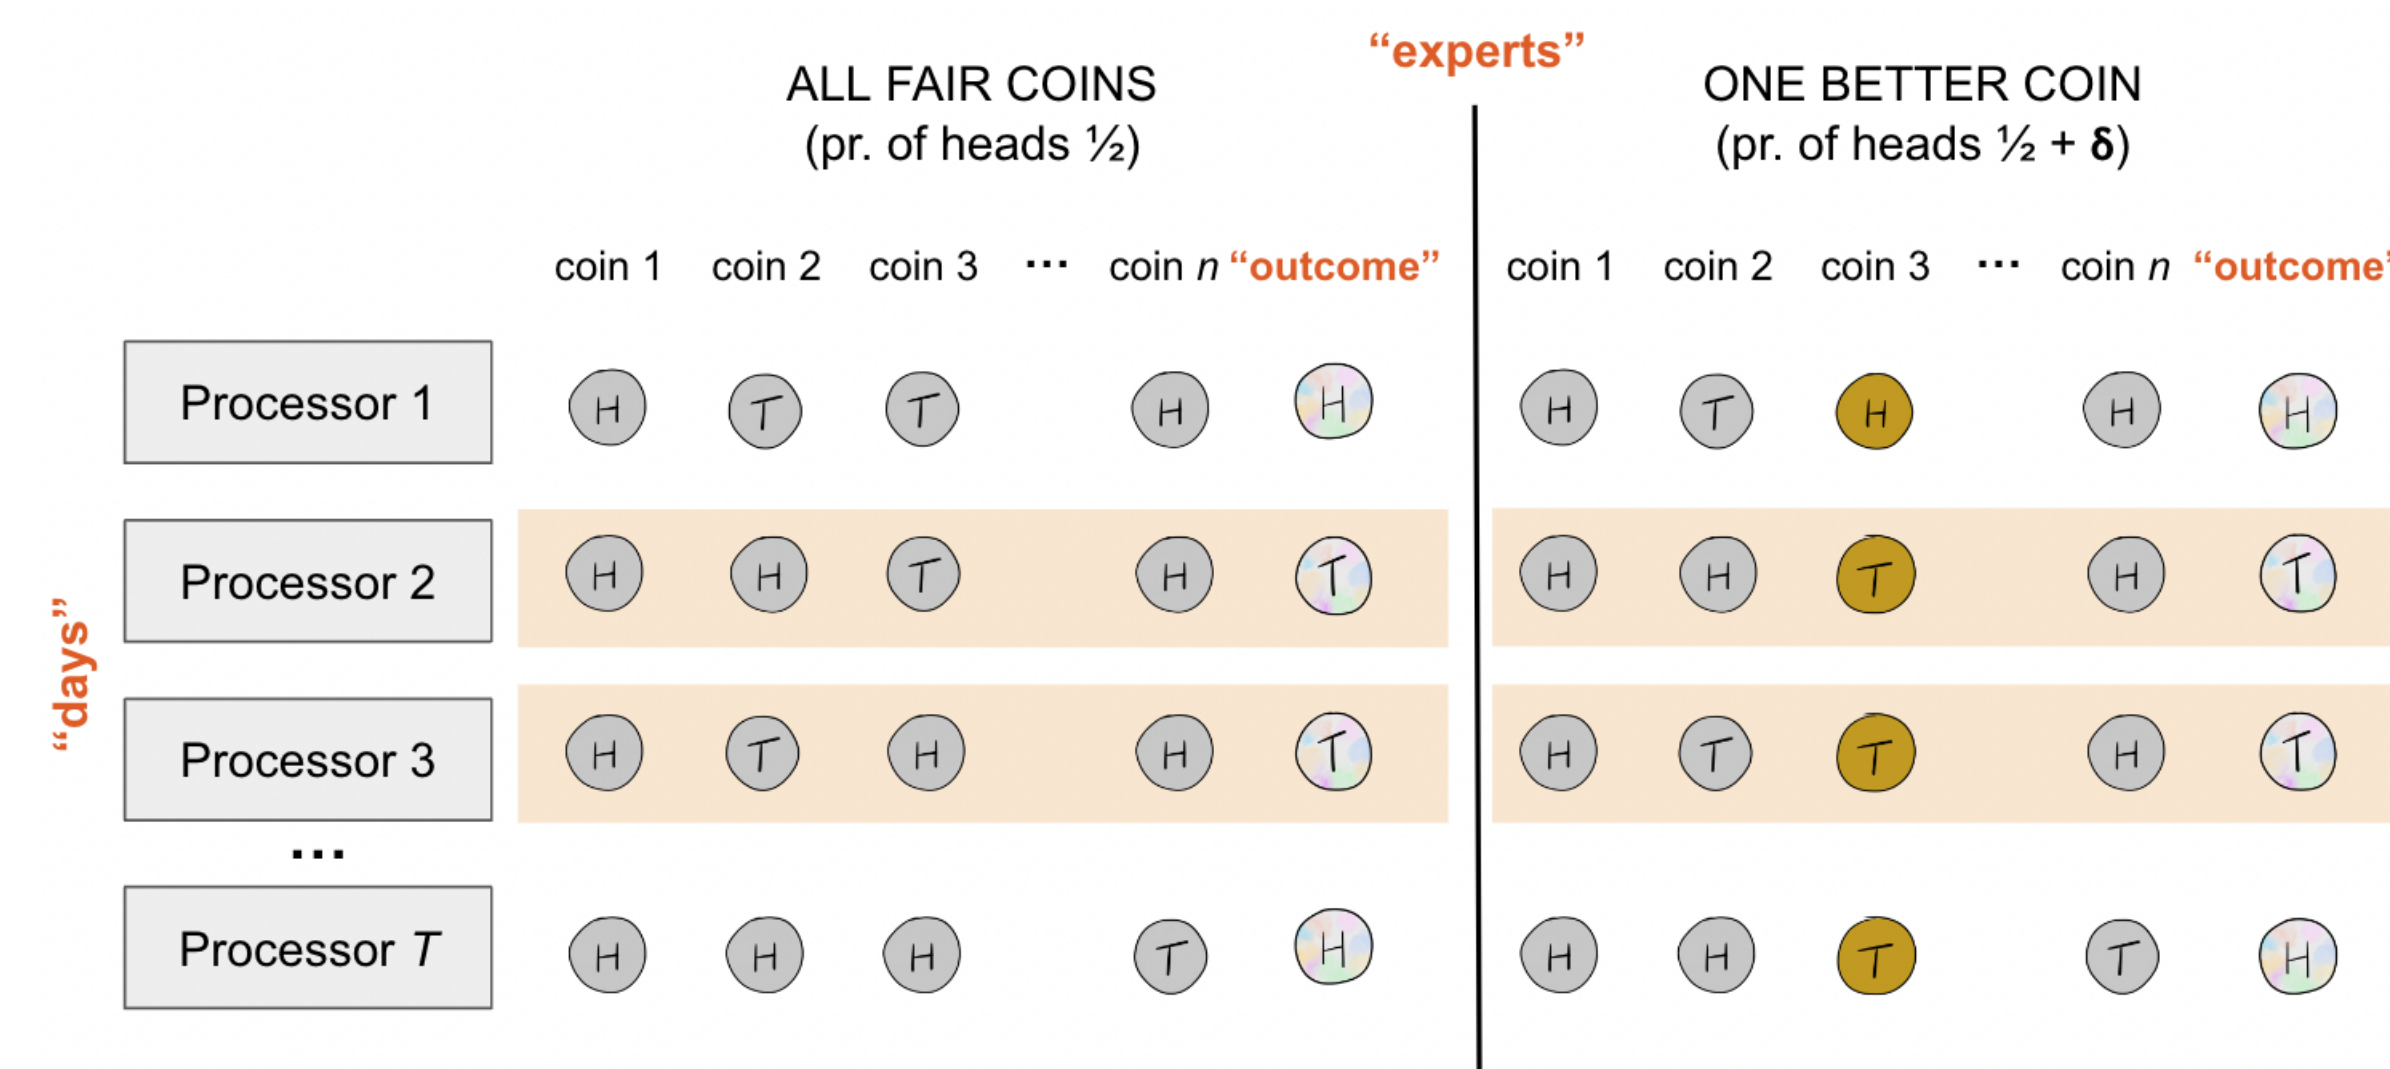 “experts”
ALL FAIR COINS
(pr. of heads ½)
ONE BETTER COIN
(pr. of heads ½ + δ)
coin 1 coin 2 coin 3 ... coin n “outcome”
coin 1 coin 2 coin 3 ... coin n “outcome”
“days”
Processor 1 H T T H H H T H H H
Processor 2 H H T H T H H T H T
Processor 3 H T H H T H T T H T
...
Processor T H H H T H H H T T H